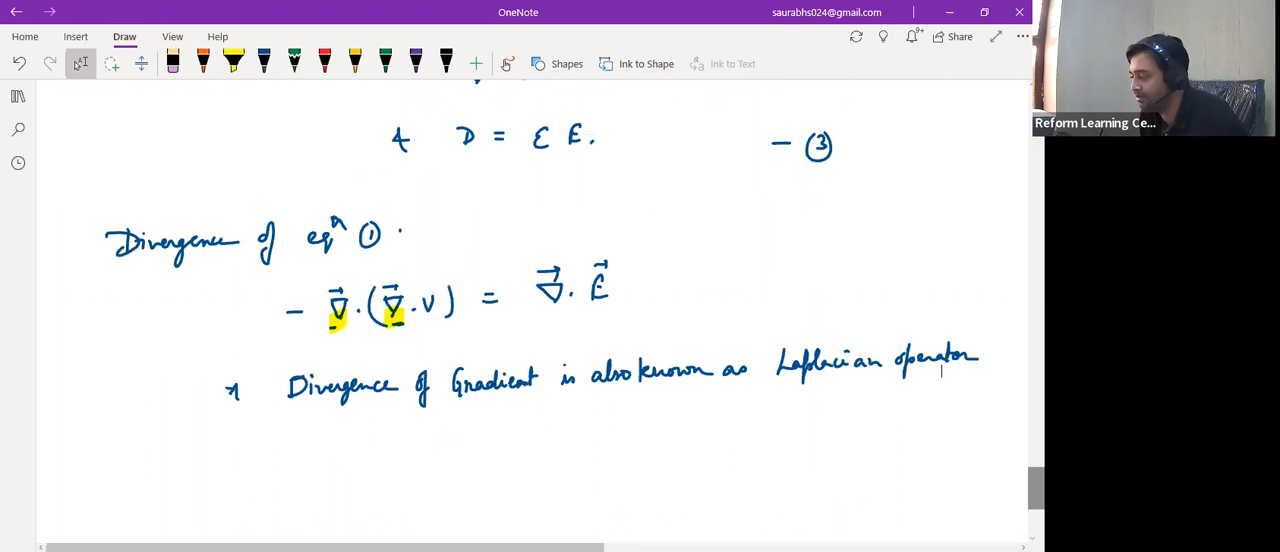 OneNote
saurabhs024@gmail.com
Home Insert Draw View Help
9+ Share
Shapes Ink to Shape Ink to Text
Reform Learning Ce...
& D = ε E. — ③
Divergence of eqⁿ ①.
− ∇⃗.(∇⃗.V) = ∇⃗. E⃗
* Divergence of Gradient is also known as Laplacian operator